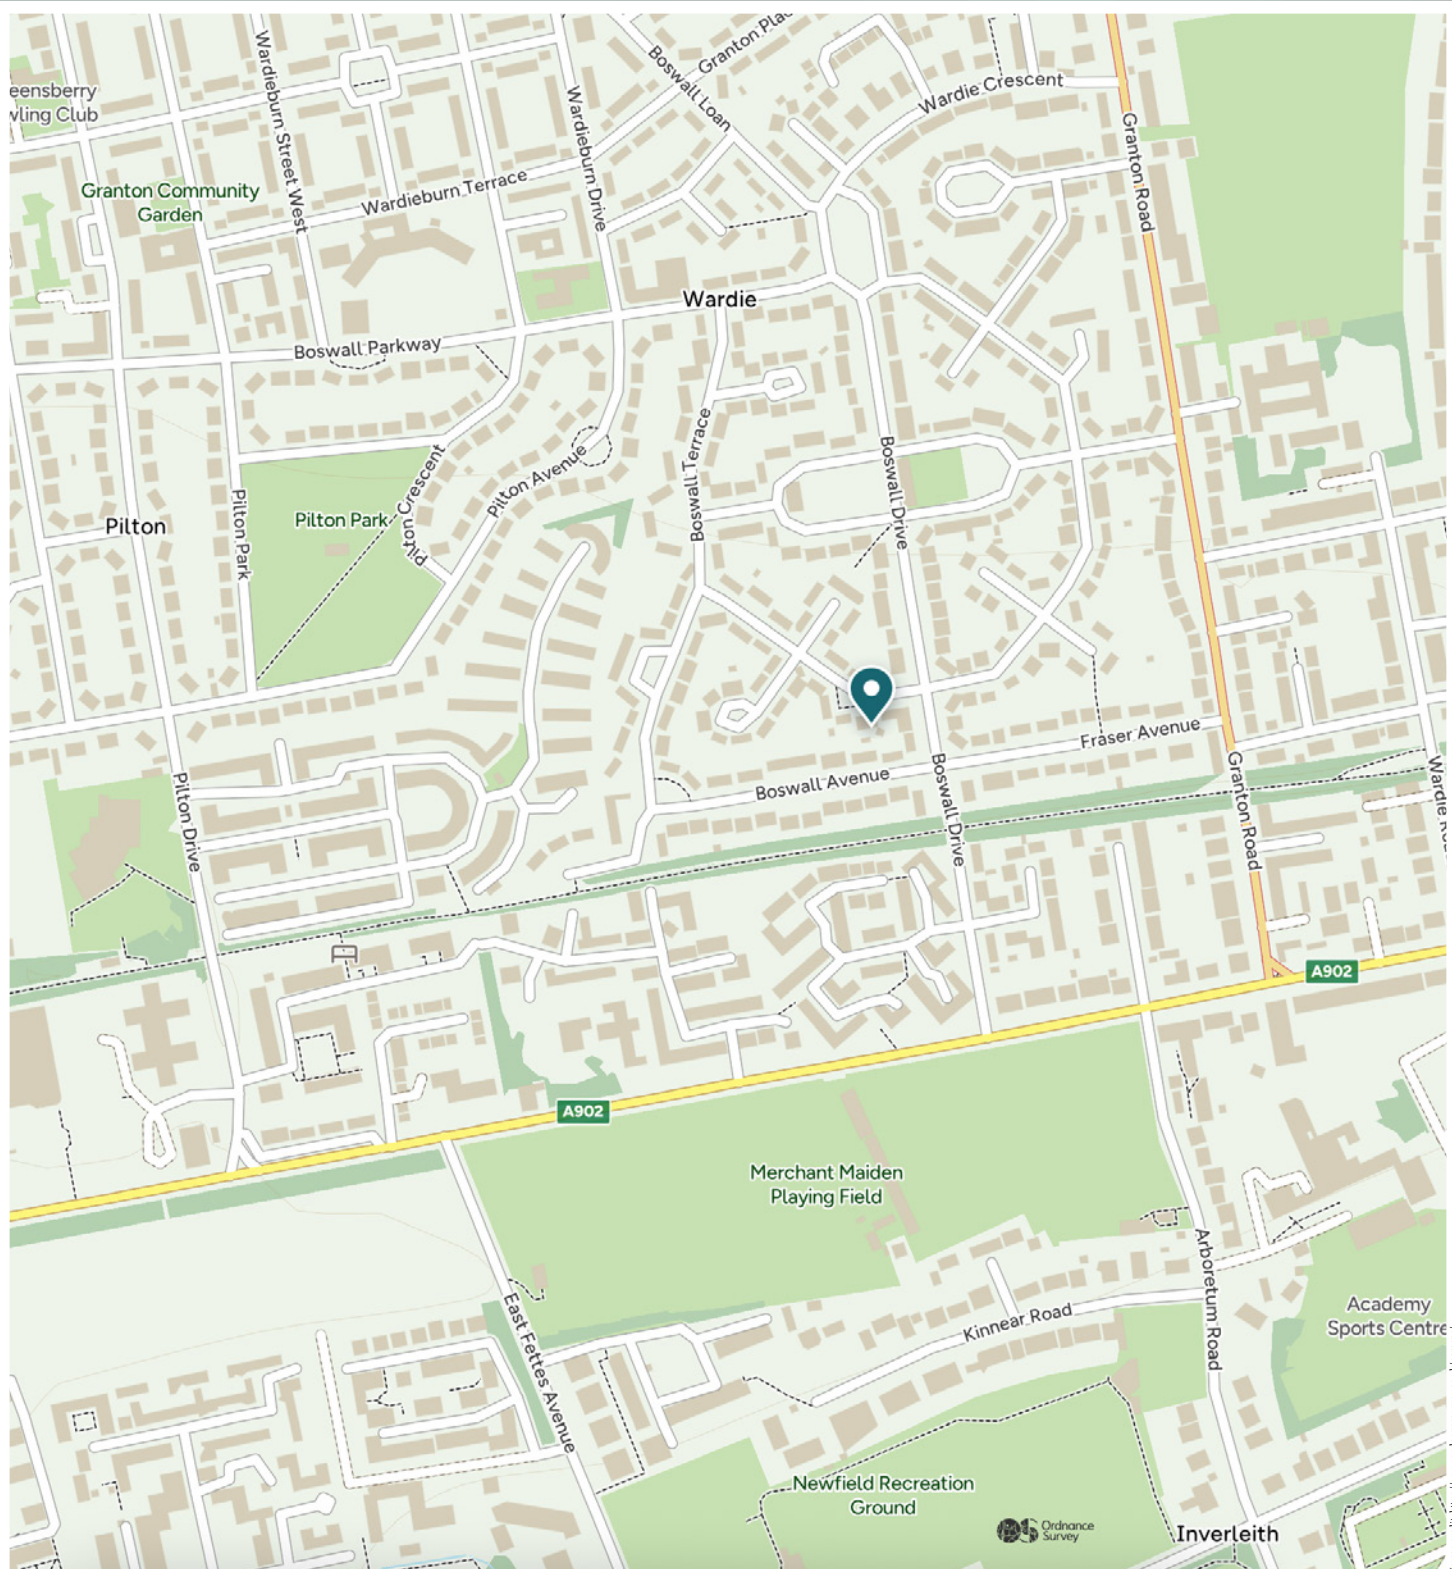 Granton Place
Boswall Loan
Wardieburn Street West
Wardieburn Drive
Wardie Crescent
eensberry
wling Club
Granton Road
Granton Community
Garden
Wardieburn Terrace
Wardie
Boswall Parkway
Boswall Terrace
Boswall Drive
Pilton Crescent
Pilton Avenue
Pilton Park
Pilton Park
Pilton
Fraser Avenue
Boswall Avenue
Boswall Drive
Granton Road
Pilton Drive
A902
A902
Merchant Maiden
Playing Field
Arboretum Road
East Fettes Avenue
Kinnear Road
Academy
Sports Centre
Newfield Recreation
Ground
Ordnance
Survey
Inverleith